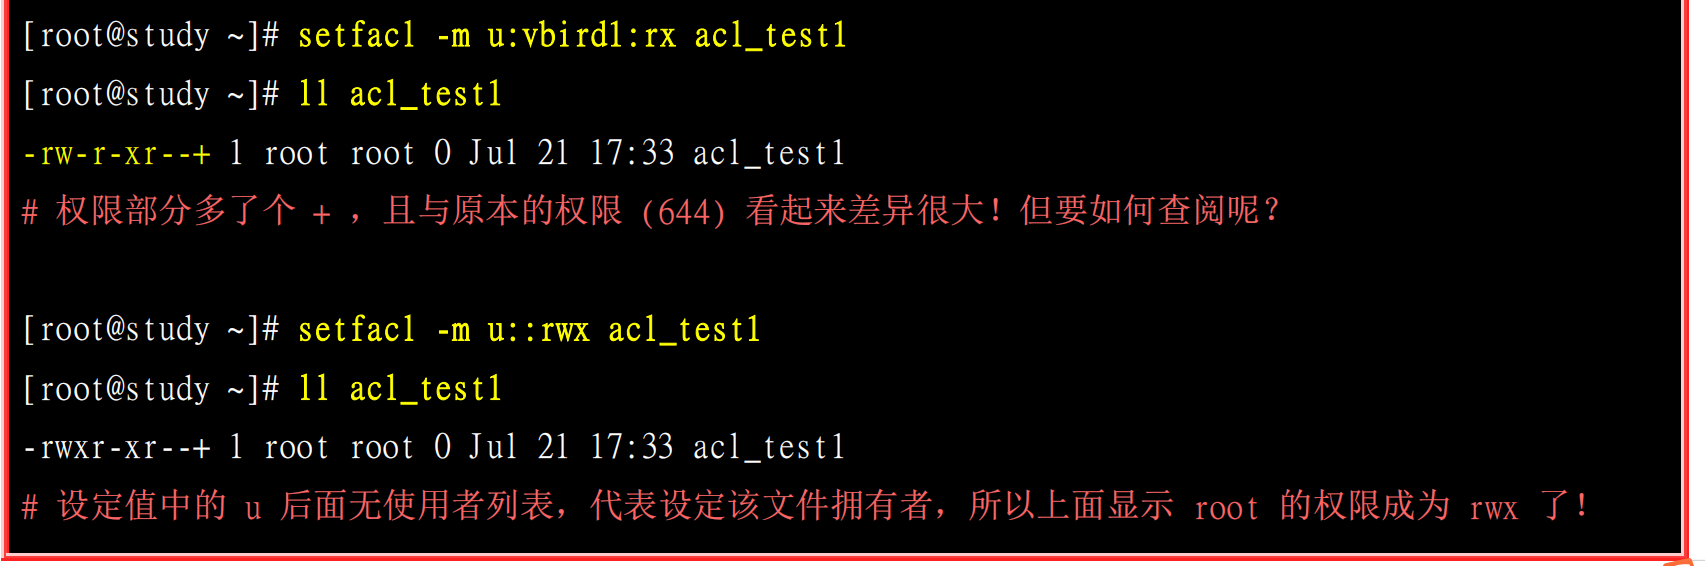 [root@study ~]# setfacl -m u:vbird1:rx acl_test1
[root@study ~]# ll acl_test1
-rw-r-xr--+ 1 root root 0 Jul 21 17:33 acl_test1
# 权限部分多了个 + ，且与原本的权限 (644) 看起来差异很大！但要如何查阅呢？
[root@study ~]# setfacl -m u::rwx acl_test1
[root@study ~]# ll acl_test1
-rwxr-xr--+ 1 root root 0 Jul 21 17:33 acl_test1
# 设定值中的 u 后面无使用者列表，代表设定该文件拥有者，所以上面显示 root 的权限成为 rwx 了！